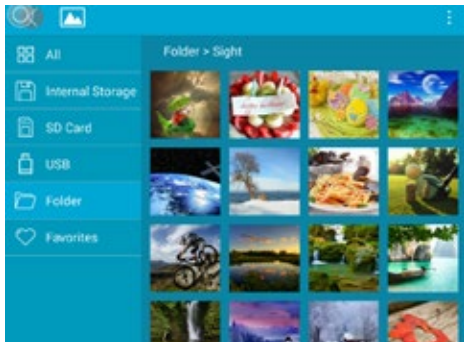 All
Folder > Sight
Internal Storage
SD Card
USB
Folder
Favorites